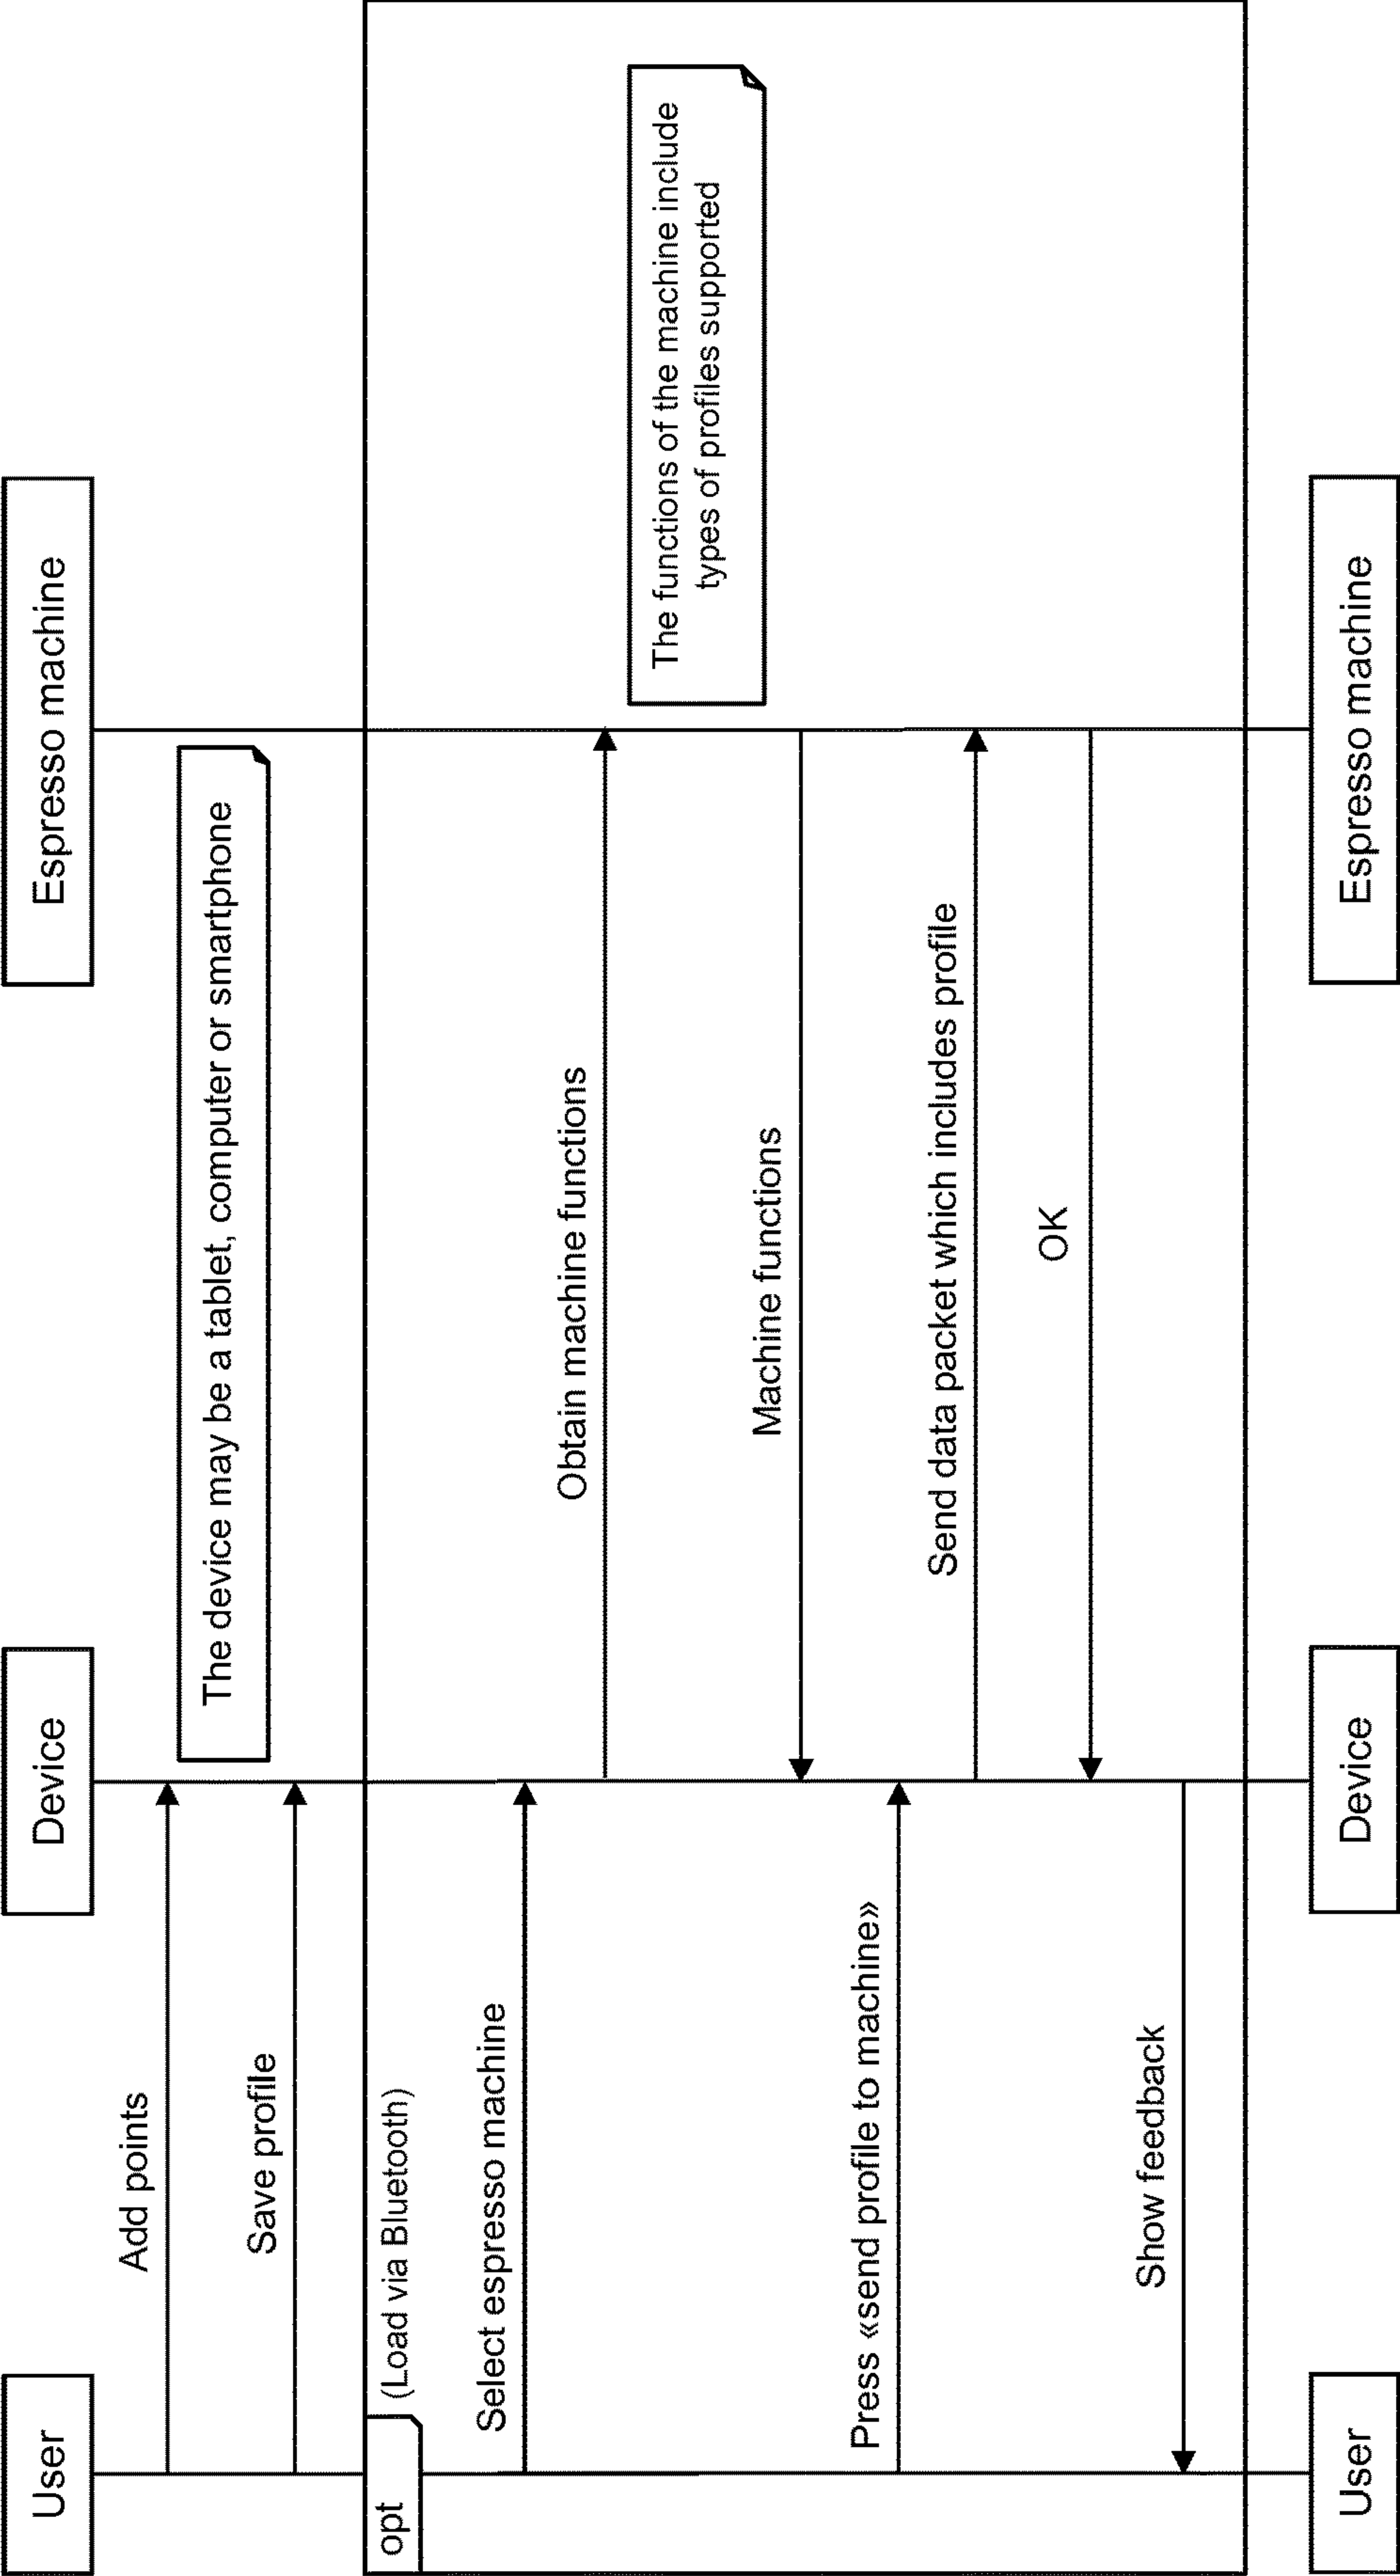 User
Device
Espresso machine
Add points
The device may be a tablet, computer or smartphone
Save profile
opt
(Load via Bluetooth)
Select espresso machine
Obtain machine functions
The functions of the machine include
types of profiles supported
Machine functions
Press «send profile to machine»
Send data packet which includes profile
OK
Show feedback
User
Device
Espresso machine